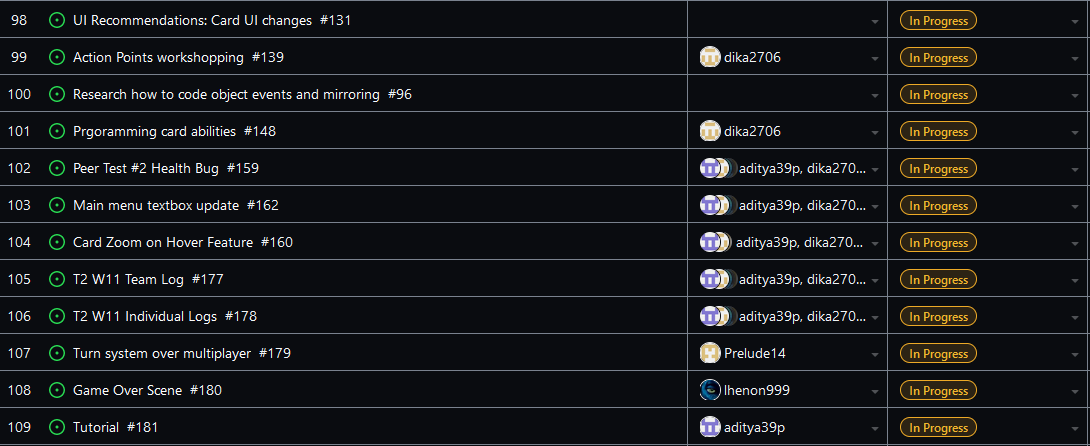 98 UI Recommendations: Card UI changes #131 In Progress
99 Action Points workshopping #139 dika2706 In Progress
100 Research how to code object events and mirroring #96 In Progress
101 Prgoramming card abilities #148 dika2706 In Progress
102 Peer Test #2 Health Bug #159 aditya39p, dika270... In Progress
103 Main menu textbox update #162 aditya39p, dika270... In Progress
104 Card Zoom on Hover Feature #160 aditya39p, dika270... In Progress
105 T2 W11 Team Log #177 aditya39p, dika270... In Progress
106 T2 W11 Individual Logs #178 aditya39p, dika270... In Progress
107 Turn system over multiplayer #179 Prelude14 In Progress
108 Game Over Scene #180 lhenon999 In Progress
109 Tutorial #181 aditya39p In Progress